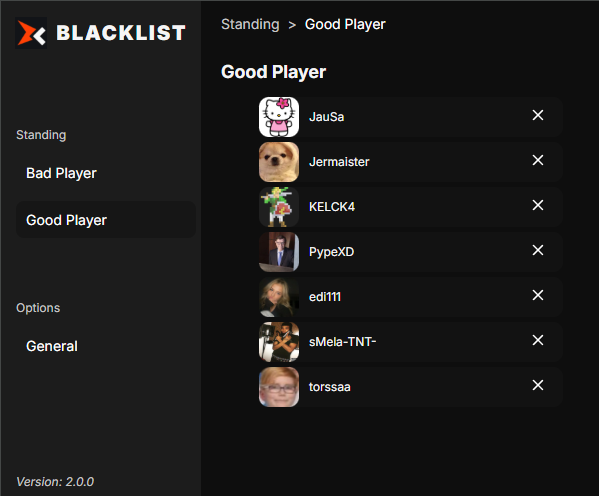 BLACKLIST
Standing
Bad Player
Good Player
Options
General
Version: 2.0.0
Standing > Good Player
Good Player
JauSa
Jermaister
KELCK4
PypeXD
edi111
sMela-TNT-
torssaa